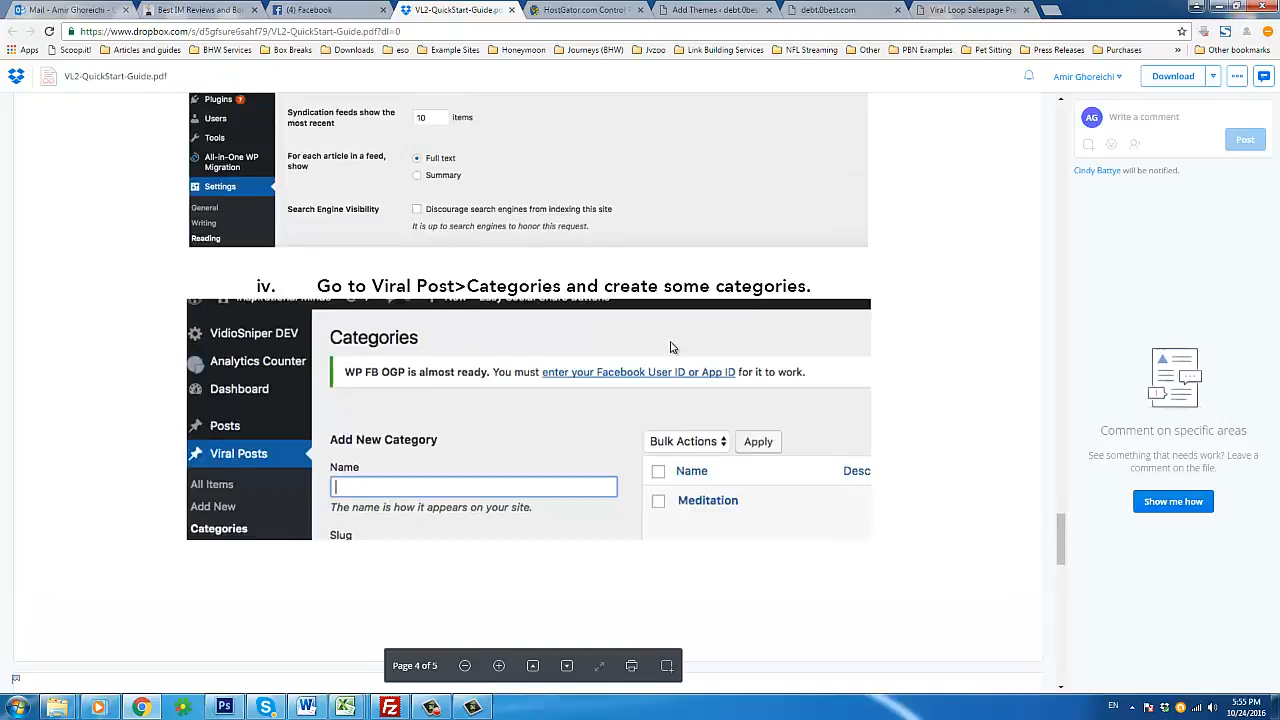 Mail - Amir Ghoreichi - O
Best IM Reviews and Bon
(4) Facebook
VL2-QuickStart-Guide.pd
HostGator.com Control P
Add Themes ‹ debt.0best
debt.0best.com
Viral Loop Salespage Pre
https://www.dropbox.com/s/d5gfsure6sahf79/VL2-QuickStart-Guide.pdf?dl=0
Apps
Scoop.it!
Articles and guides
BHW Services
Box Breaks
Downloads
eso
Example Sites
Honeymoon
Journeys (BHW)
Jvzoo
Link Building Services
NFL Streaming
Other
PBN Examples
Pet Sitting
Press Releases
Purchases
»
Other bookmarks
VL2-QuickStart-Guide.pdf
Amir Ghoreichi
Download
Plugins
Users
Tools
All-in-One WP
Migration
Settings
General
Writing
Reading
Syndication feeds show the
most recent
10 items
For each article in a feed,
show
Full text
Summary
Search Engine Visibility
Discourage search engines from indexing this site
It is up to search engines to honor this request.
iv. Go to Viral Post>Categories and create some categories.
VidioSniper DEV
Analytics Counter
Dashboard
Posts
Viral Posts
All Items
Add New
Categories
Categories
WP FB OGP is almost ready. You must enter your Facebook User ID or App ID for it to work.
Add New Category
Name
The name is how it appears on your site.
Slug
Bulk Actions
Apply
Name
Desc
Meditation
Page 4 of 5
AG
Write a comment
Post
Cindy Battye will be notified.
Comment on specific areas
See something that needs work? Leave a
comment on the file.
Show me how
EN
5:55 PM
10/24/2016